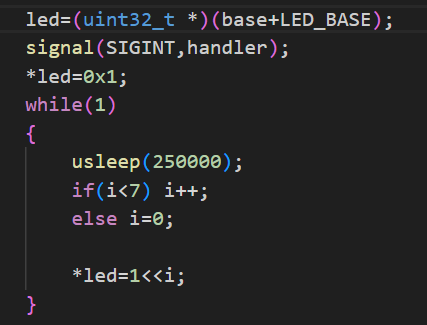 led=(uint32_t *)(base+LED_BASE);
signal(SIGINT,handler);
*led=0x1;
while(1)
{
    usleep(250000);
    if(i<7) i++;
    else i=0;

    *led=1<<i;
}